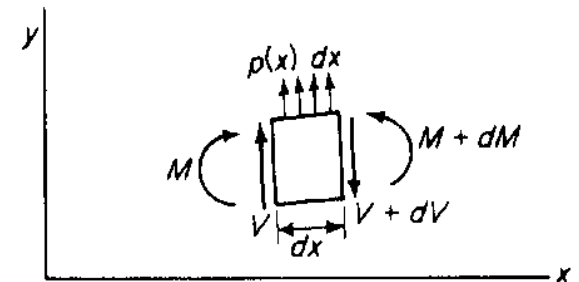 y
p(x) dx
M
M + dM
V
V + dV
dx
x